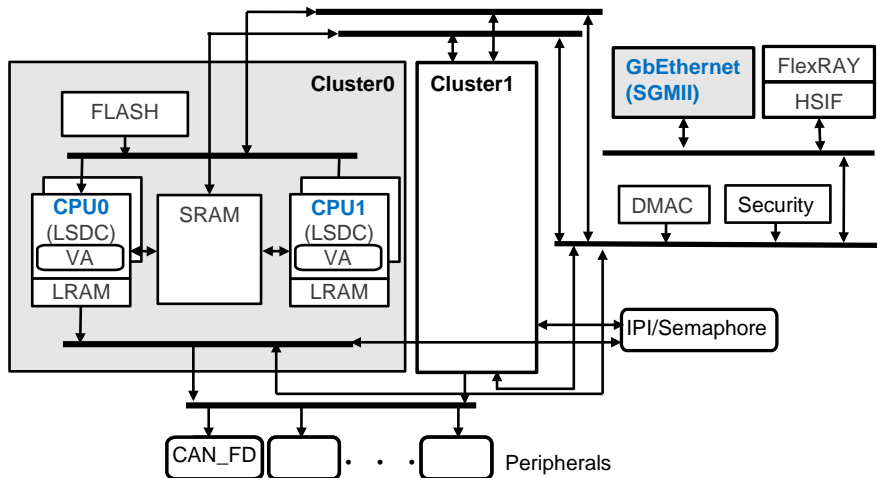 Cluster0
Cluster1
GbEthernet
(SGMII)
FlexRAY
HSIF
FLASH
CPU0
(LSDC)
VA
LRAM
SRAM
CPU1
(LSDC)
VA
LRAM
DMAC
Security
IPI/Semaphore
CAN_FD
. . .
Peripherals